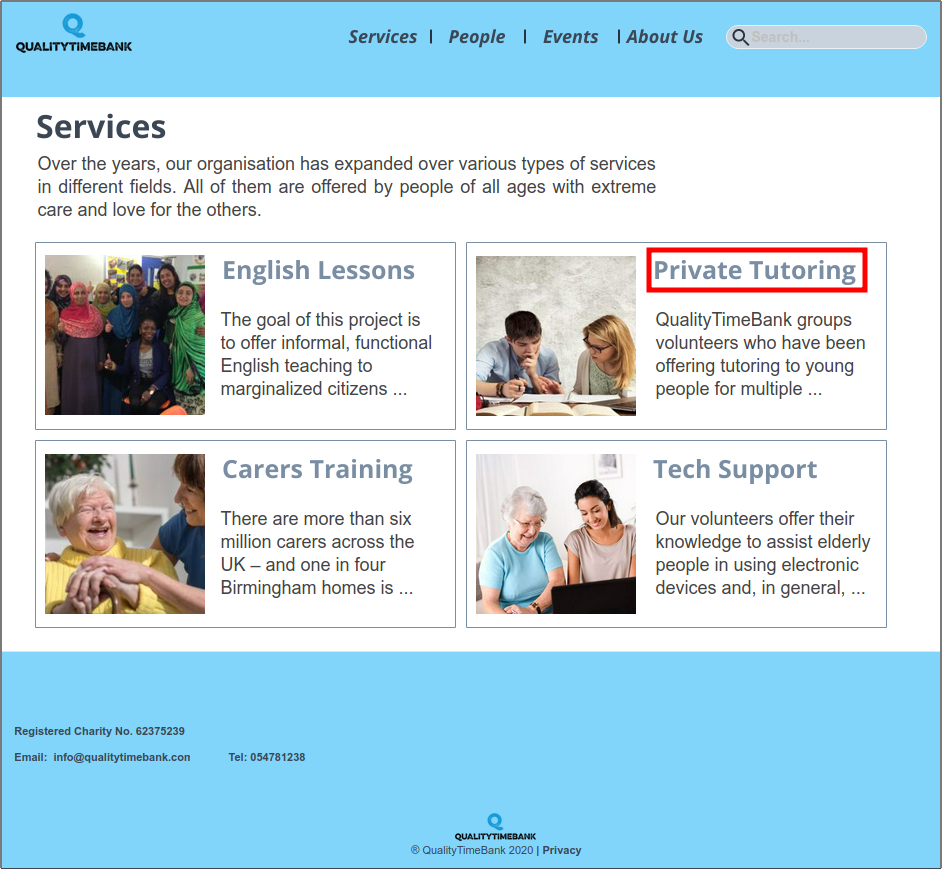 QUALITYTIMEBANK
Services | People | Events | About Us
Search...
Services
Over the years, our organisation has expanded over various types of services
in different fields. All of them are offered by people of all ages with extreme
care and love for the others.
English Lessons
The goal of this project is
to offer informal, functional
English teaching to
marginalized citizens ...
Private Tutoring
QualityTimeBank groups
volunteers who have been
offering tutoring to young
people for multiple ...
Carers Training
There are more than six
million carers across the
UK – and one in four
Birmingham homes is ...
Tech Support
Our volunteers offer their
knowledge to assist elderly
people in using electronic
devices and, in general, ...
Registered Charity No. 62375239
Email: info@qualitytimebank.con Tel: 054781238
QUALITYTIMEBANK
® QualityTimeBank 2020 | Privacy